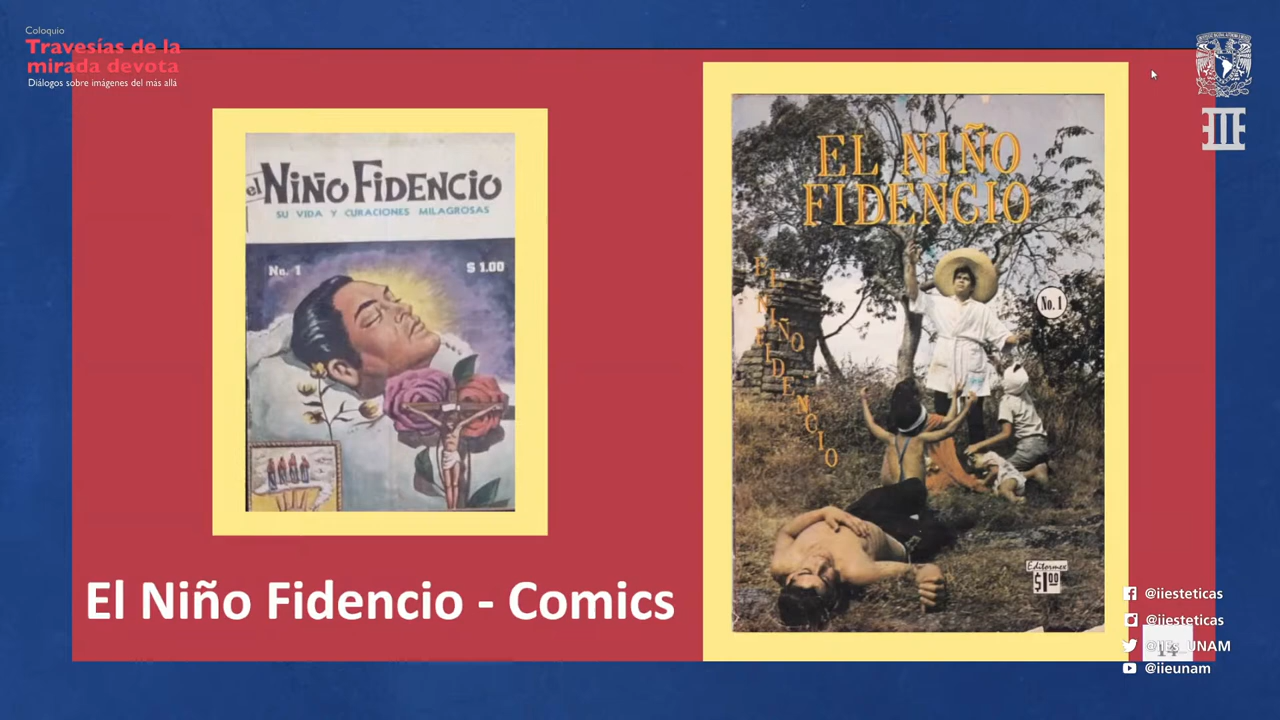 Coloquio
Travesías de la
mirada devota
Diálogos sobre imágenes del más allá
el NIÑO FIDENCIO
SU VIDA Y CURACIONES MILAGROSAS
No. 1
$ 1.00
El Niño Fidencio - Comics
EL NIÑO
FIDENCIO
EL NIÑO FIDENCIO
No. 1
Editormex
$1.00
@iiesteticas
@iiesteticas
@IIEs_UNAM
14
@iieunam